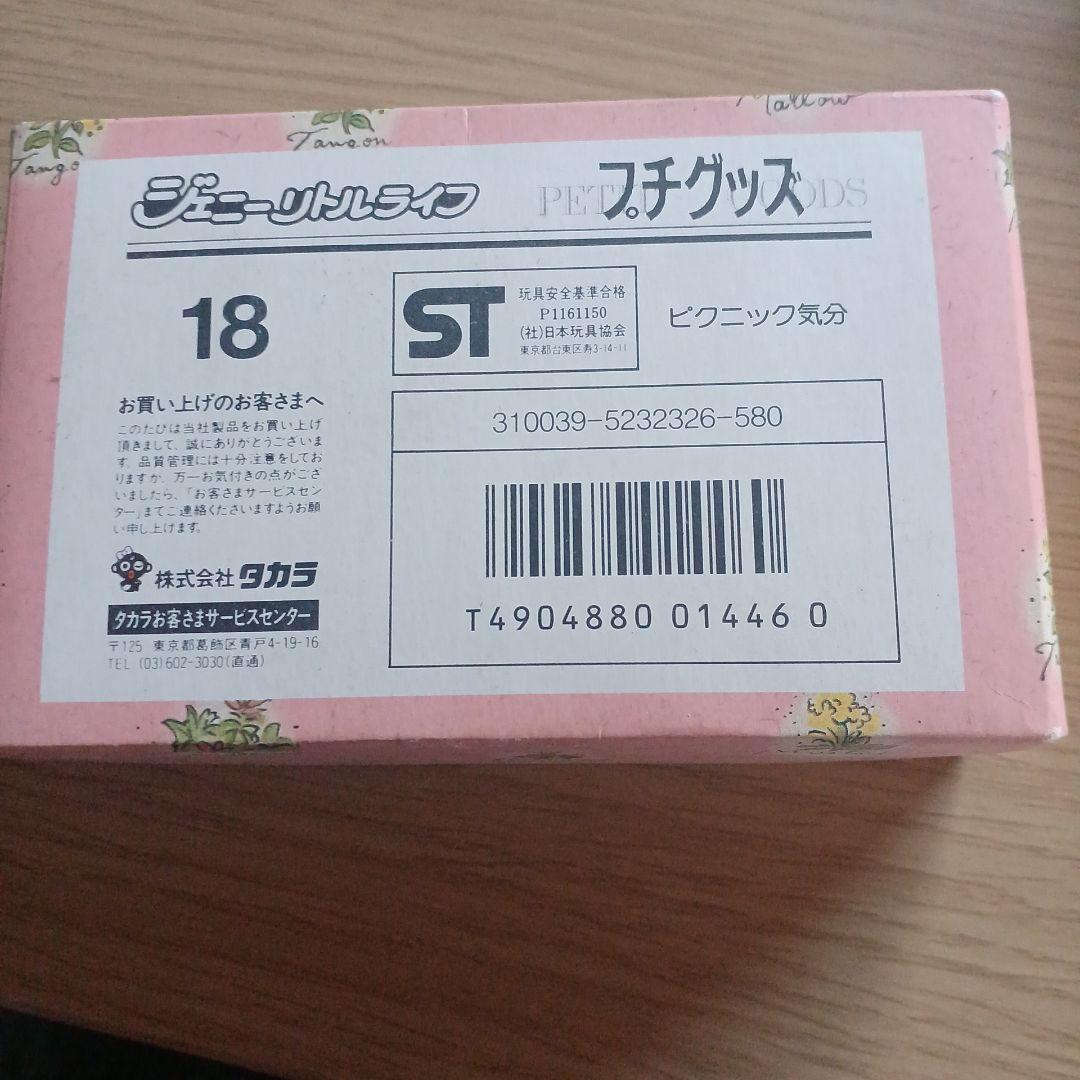 Mallow
Tango
Tangon
ジェニーリトルライフ
PETIT GOODS
プチグッズ
18
ST
玩具安全基準合格
P1161150
(社)日本玩具協会
東京都台東区寿3-14-11
ピクニック気分
お買い上げのお客さまへ
このたびは当社製品をお買い上げ
頂きまして、誠にありがとうございま
す。品質管理には十分注意をしてお
りますが、万一お気付きの点がござ
いましたら、「お客さまサービスセン
ター」までご連絡くださいますようお願
い申し上げます。
株式会社 タカラ
タカラお客さまサービスセンター
〒125 東京都葛飾区青戸4-19-16
TEL (03)602-3030(直通)
310039-5232326-580
T4904880 01446 0